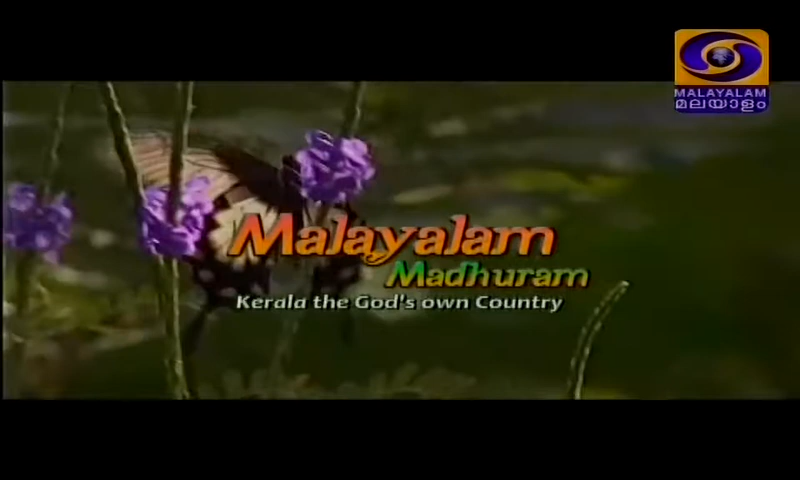 MALAYALAM
മലയാളം
Malayalam
Madhuram
Kerala the God's own Country